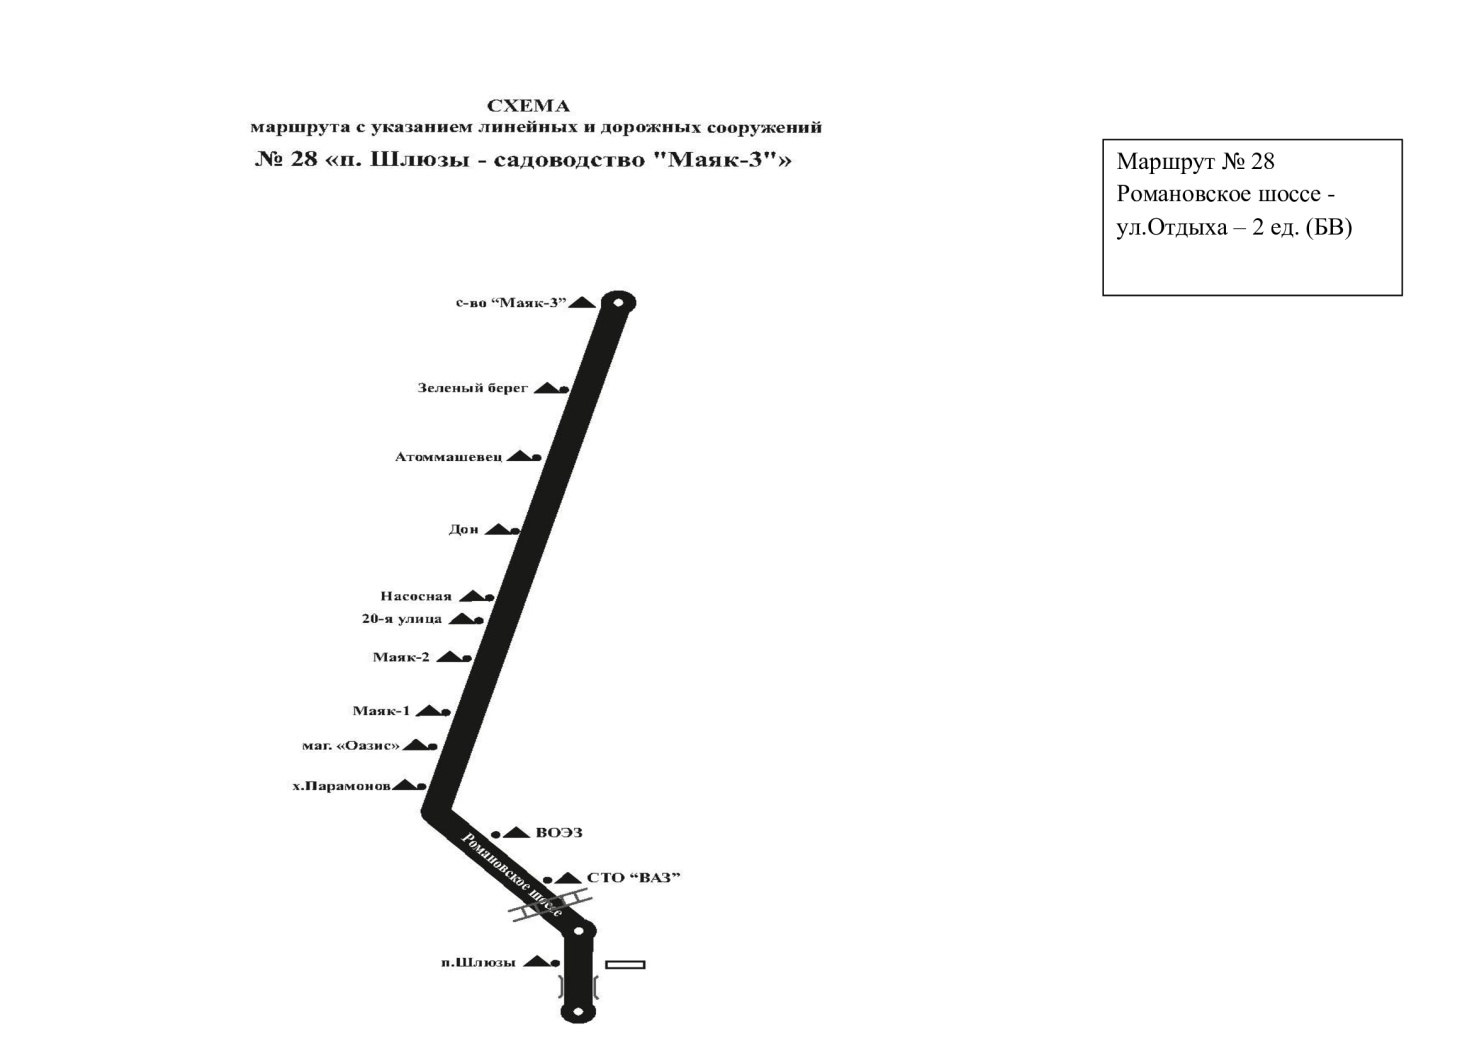 СХЕМА
маршрута с указанием линейных и дорожных сооружений
№ 28 «п. Шлюзы - садоводство "Маяк-3"»
Маршрут № 28
Романовское шоссе -
ул.Отдыха – 2 ед. (БВ)
с-во “Маяк-3”
Зеленый берег
Атоммашевец
Дон
Насосная
20-я улица
Маяк-2
Маяк-1
маг. «Оазис»
х.Парамонов
ВОЭЗ
Романовское шоссе
СТО “ВАЗ”
п.Шлюзы